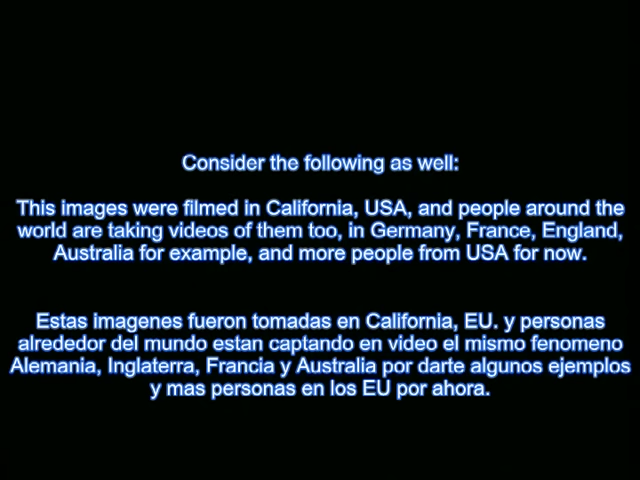 Consider the following as well:
This images were filmed in California, USA, and people around the
world are taking videos of them too, in Germany, France, England,
Australia for example, and more people from USA for now.
Estas imagenes fueron tomadas en California, EU. y personas
alrededor del mundo estan captando en video el mismo fenomeno
Alemania, Inglaterra, Francia y Australia por darte algunos ejemplos
y mas personas en los EU por ahora.